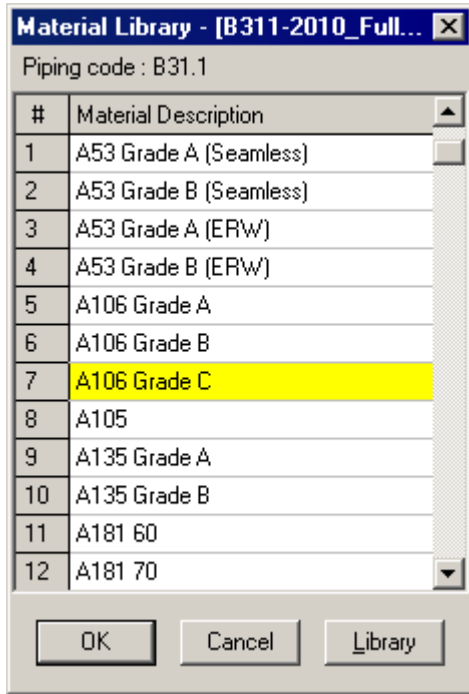 Material Library - [B311-2010_Full...
Piping code : B31.1
# Material Description
1 A53 Grade A (Seamless)
2 A53 Grade B (Seamless)
3 A53 Grade A (ERW)
4 A53 Grade B (ERW)
5 A106 Grade A
6 A106 Grade B
7 A106 Grade C
8 A105
9 A135 Grade A
10 A135 Grade B
11 A181 60
12 A181 70
OK Cancel Library